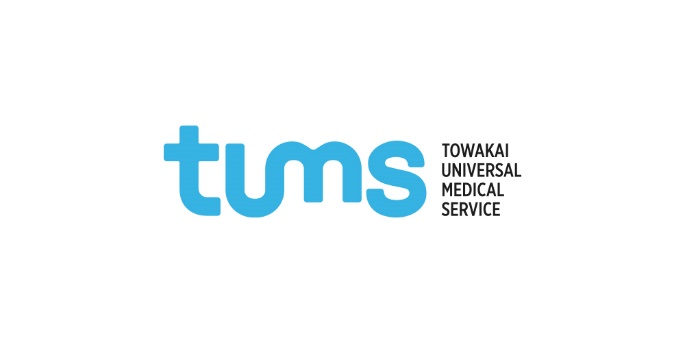 tums
TOWAKAI
UNIVERSAL
MEDICAL
SERVICE